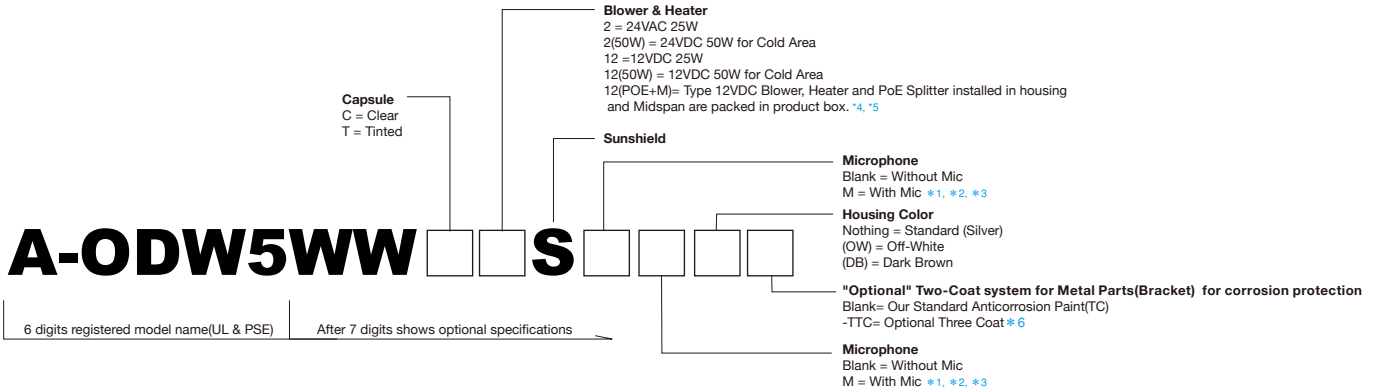 Blower & Heater
2 = 24VAC 25W
2(50W) = 24VDC 50W for Cold Area
12 =12VDC 25W
12(50W) = 12VDC 50W for Cold Area
12(POE+M)= Type 12VDC Blower, Heater and PoE Splitter installed in housing
and Midspan are packed in product box. *4, *5
Capsule
C = Clear
T = Tinted
Sunshield
Microphone
Blank = Without Mic
M = With Mic *1, *2, *3
Housing Color
Nothing = Standard (Silver)
(OW) = Off-White
(DB) = Dark Brown
A-ODW5WW S
"Optional" Two-Coat system for Metal Parts(Bracket) for corrosion protection
Blank= Our Standard Anticorrosion Paint(TC)
-TTC= Optional Three Coat*6
6 digits registered model name(UL & PSE) After 7 digits shows optional specifications
Microphone
Blank = Without Mic
M = With Mic *1, *2, *3